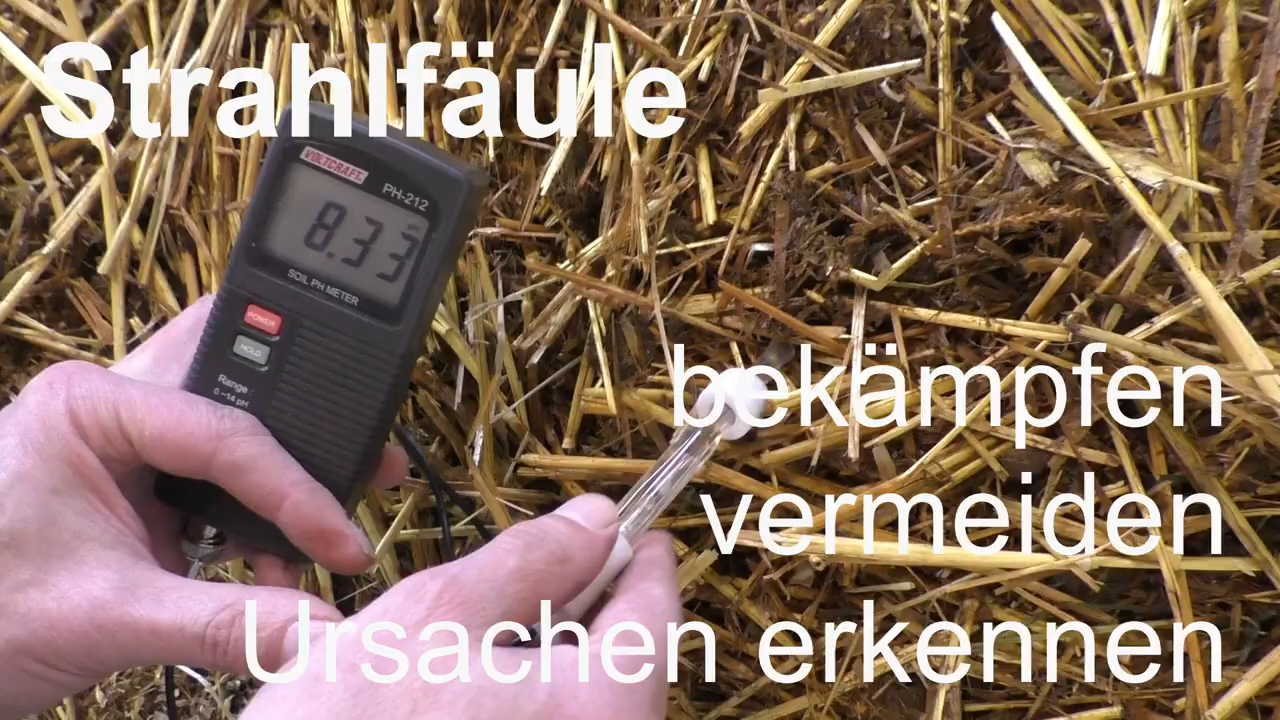 Strahlfäule
VOLTCRAFT
PH-212
8.33
pH
SOIL PH METER
POWER
HOLD
Range :
0~14 pH
bekämpfen
vermeiden
Ursachen erkennen